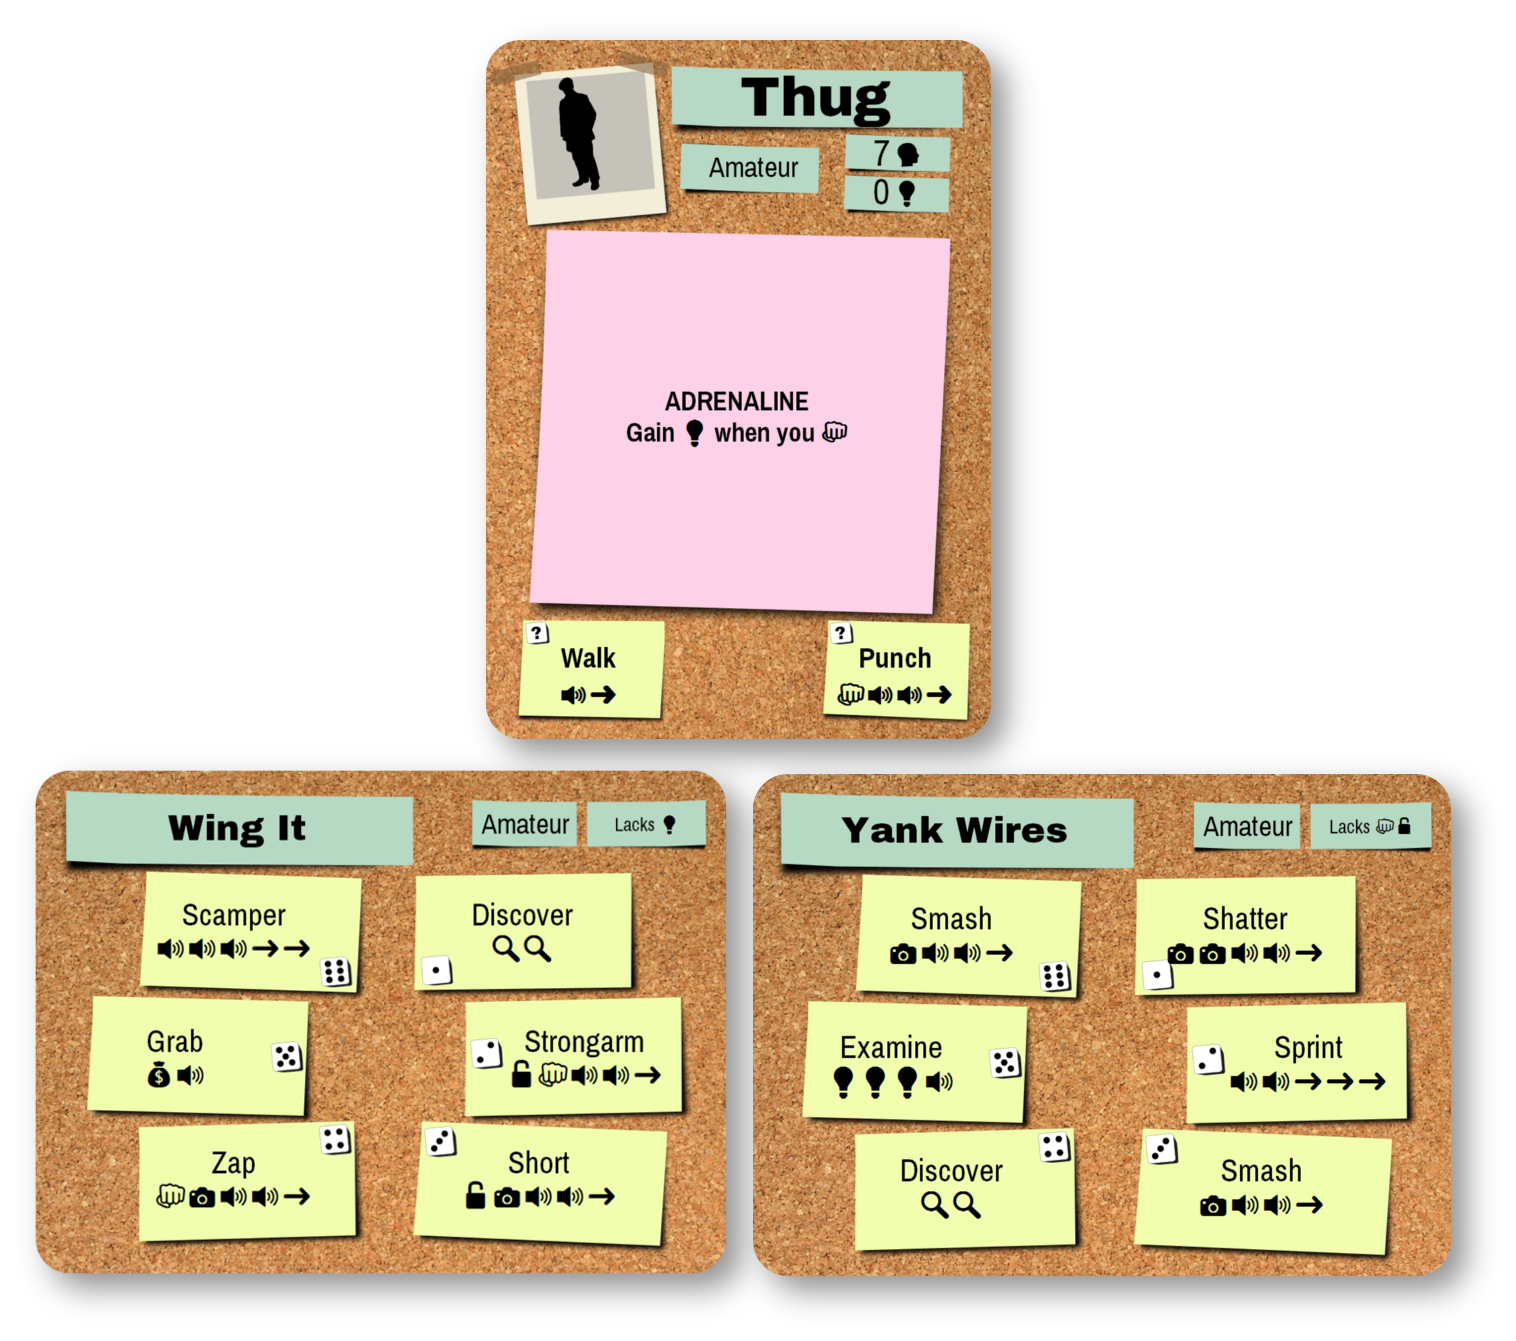 Thug
Amateur
7
0
ADRENALINE
Gain when you
?
Walk
?
Punch
Wing It
Amateur
Lacks
Scamper
Discover
Grab
$
Strongarm
Zap
Short
Yank Wires
Amateur
Lacks
Smash
Shatter
Examine
Sprint
Discover
Smash